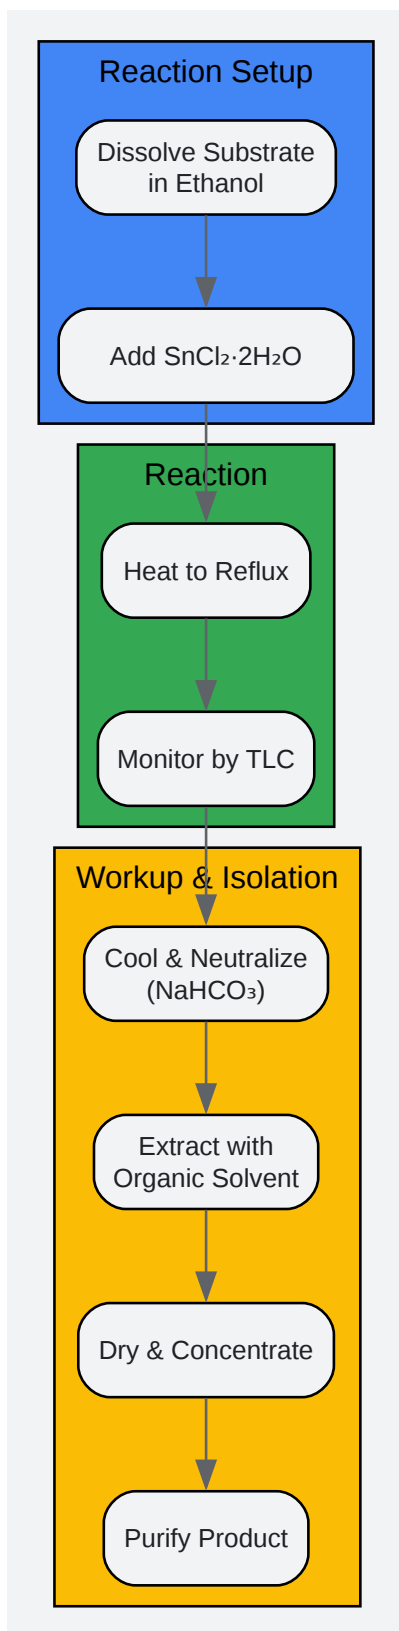 Reaction Setup
Dissolve Substrate
in Ethanol
Add SnCl₂·2H₂O
Reaction
Heat to Reflux
Monitor by TLC
Workup & Isolation
Cool & Neutralize
(NaHCO₃)
Extract with
Organic Solvent
Dry & Concentrate
Purify Product